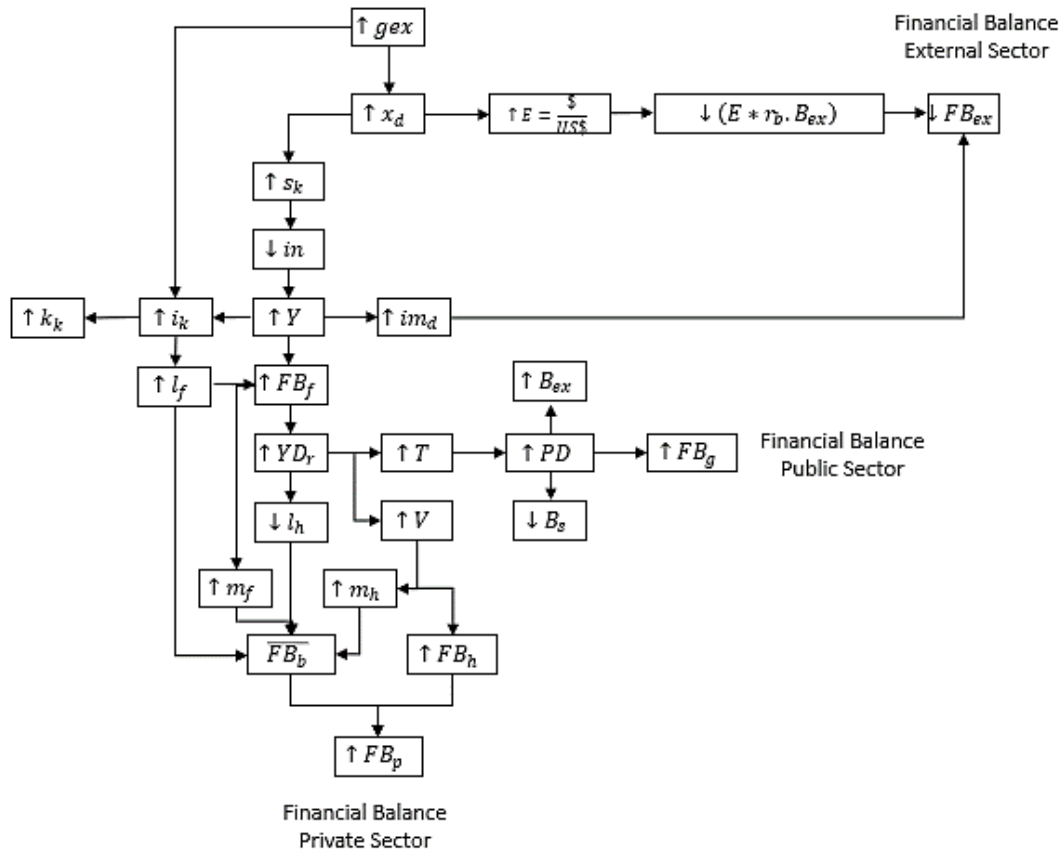 ↑ gex
Financial Balance
External Sector
↑ x_d
↑ E = $/US$
↓ (E * r_b. B_ex)
↓ FB_ex
↑ s_k
↓ in
↑ k_k
↑ i_k
↑ Y
↑ im_d
↑ l_f
↑ FB_f
↑ B_ex
↑ YD_r
↑ T
↑ PD
↑ FB_g
Financial Balance
Public Sector
↓ l_h
↑ V
↓ B_s
↑ m_f
↑ m_h
F̅B̅_b̅
↑ FB_h
↑ FB_p
Financial Balance
Private Sector